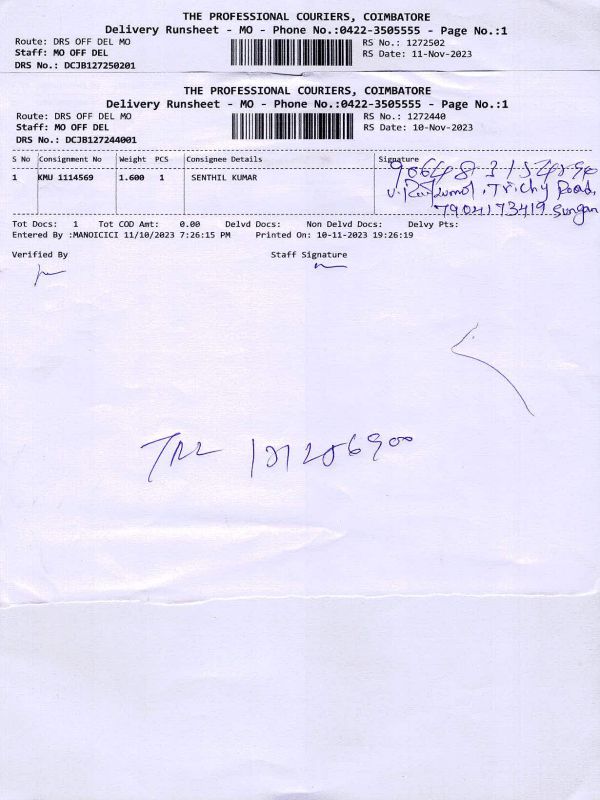 THE PROFESSIONAL COURIERS, COIMBATORE
Delivery Runsheet - MO - Phone No.:0422-3505555 - Page No.:1
Route: DRS OFF DEL MO RS No.: 1272502
Staff: MO OFF DEL RS Date: 11-Nov-2023
DRS No.: DCJB127250201
THE PROFESSIONAL COURIERS, COIMBATORE
Delivery Runsheet - MO - Phone No.:0422-3505555 - Page No.:1
Route: DRS OFF DEL MO RS No.: 1272440
Staff: MO OFF DEL RS Date: 10-Nov-2023
DRS No.: DCJB127244001
S No Consignment No Weight PCS Consignee Details Signature
1 KMU 1114569 1.600 1 SENTHIL KUMAR
Trichy Road,
7904173419 Sungan
Tot Docs: 1 Tot COD Amt: 0.00 Delvd Docs: Non Delvd Docs: Delvy Pts:
Entered By :MANOICICI 11/10/2023 7:26:15 PM Printed On: 10-11-2023 19:26:19
Verified By Staff Signature